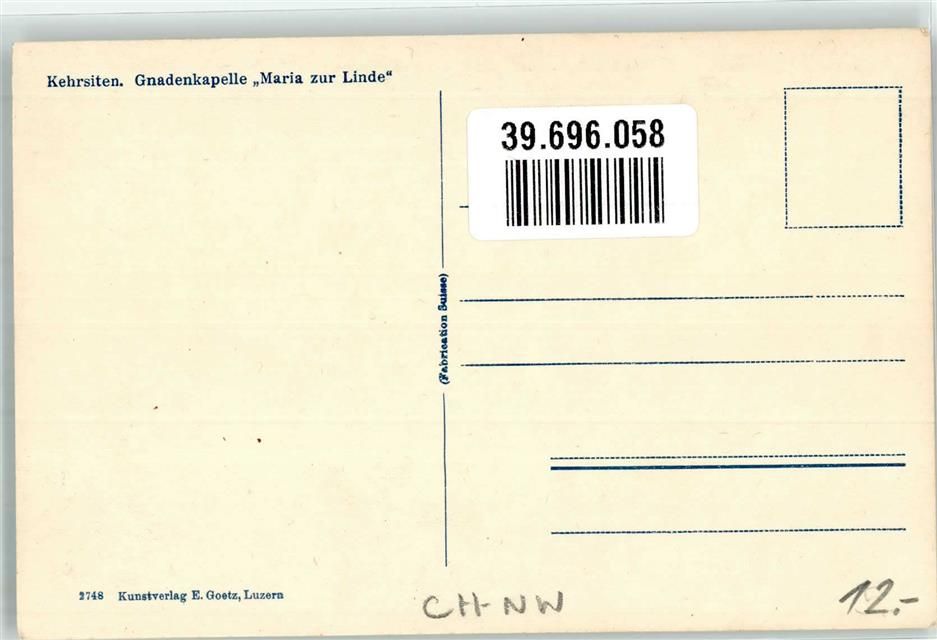 Kehrsiten. Gnadenkapelle „Maria zur Linde“
39.696.058
(Fabrication Suisse)
2748 Kunstverlag E. Goetz, Luzern
CH-NW
12.-